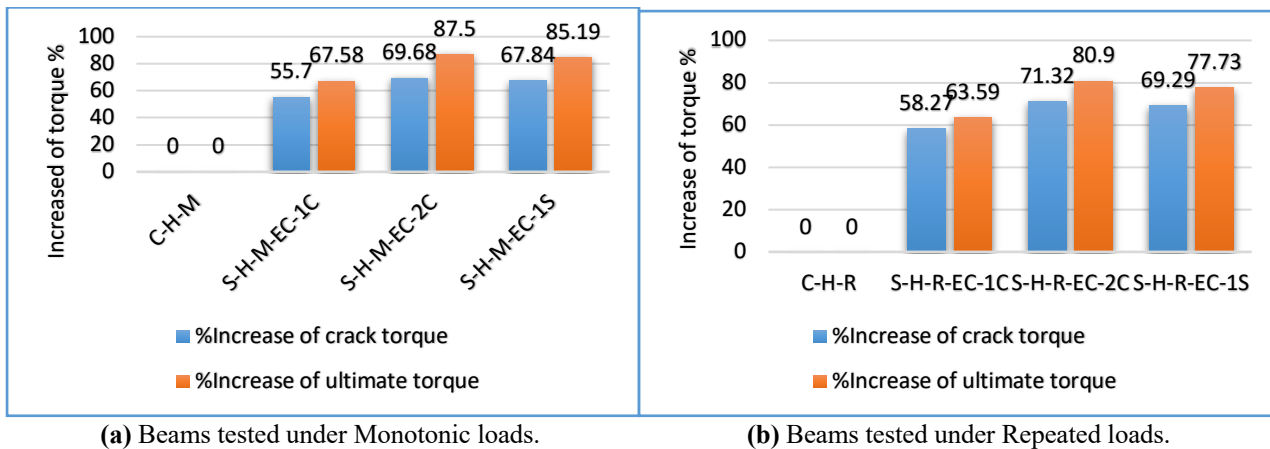 Increased of torque %
100
80
60
40
20
0
0 0
55.7 67.58
69.68 87.5
67.84 85.19
C-H-M
S-H-M-EC-1C
S-H-M-EC-2C
S-H-M-EC-1S
%Increase of crack torque
%Increase of ultimate torque
(a) Beams tested under Monotonic loads.
Increase of torque %
100
80
60
40
20
0
0 0
58.27 63.59
71.32 80.9
69.29 77.73
C-H-R S-H-R-EC-1C S-H-R-EC-2C S-H-R-EC-1S
%Increase of crack torque
%Increase of ultimate torque
(b) Beams tested under Repeated loads.